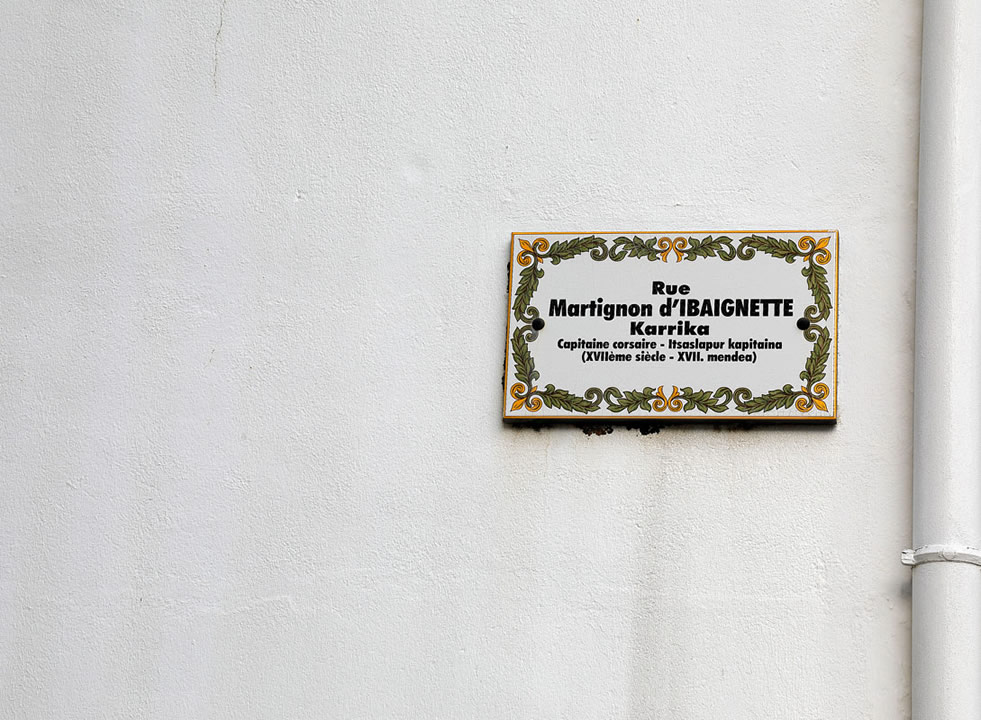 Rue
Martignon d'IBAIGNETTE
Karrika
Capitaine corsaire - Itsaslapur kapitaina
(XVIIème siècle - XVII. mendea)